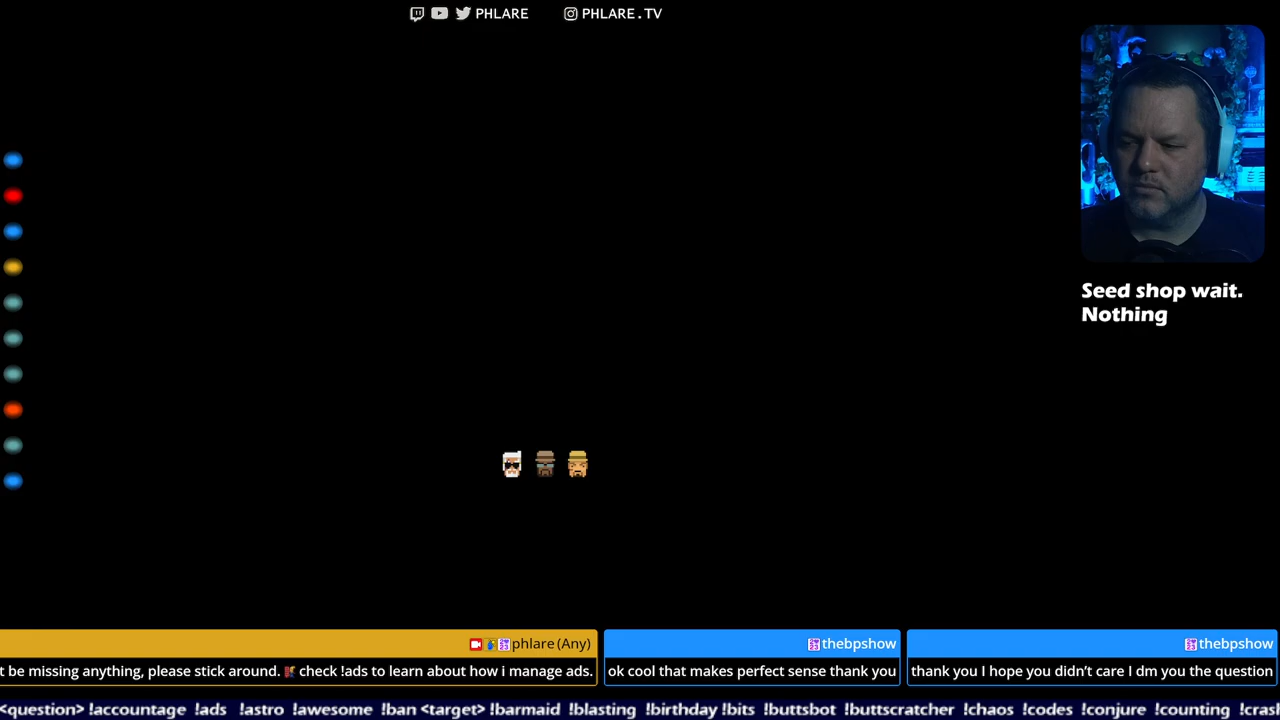 PHLARE PHLARE.TV
Seed shop wait.
Nothing
phlare (Any)
t be missing anything, please stick around. check !ads to learn about how i manage ads.
thebpshow
ok cool that makes perfect sense thank you
thebpshow
thank you I hope you didn't care I dm you the question
<question> !accountage !ads !astro !awesome !ban <target> !barmaid !blasting !birthday !bits !buttsbot !buttscratcher !chaos !codes !conjure !counting !crash